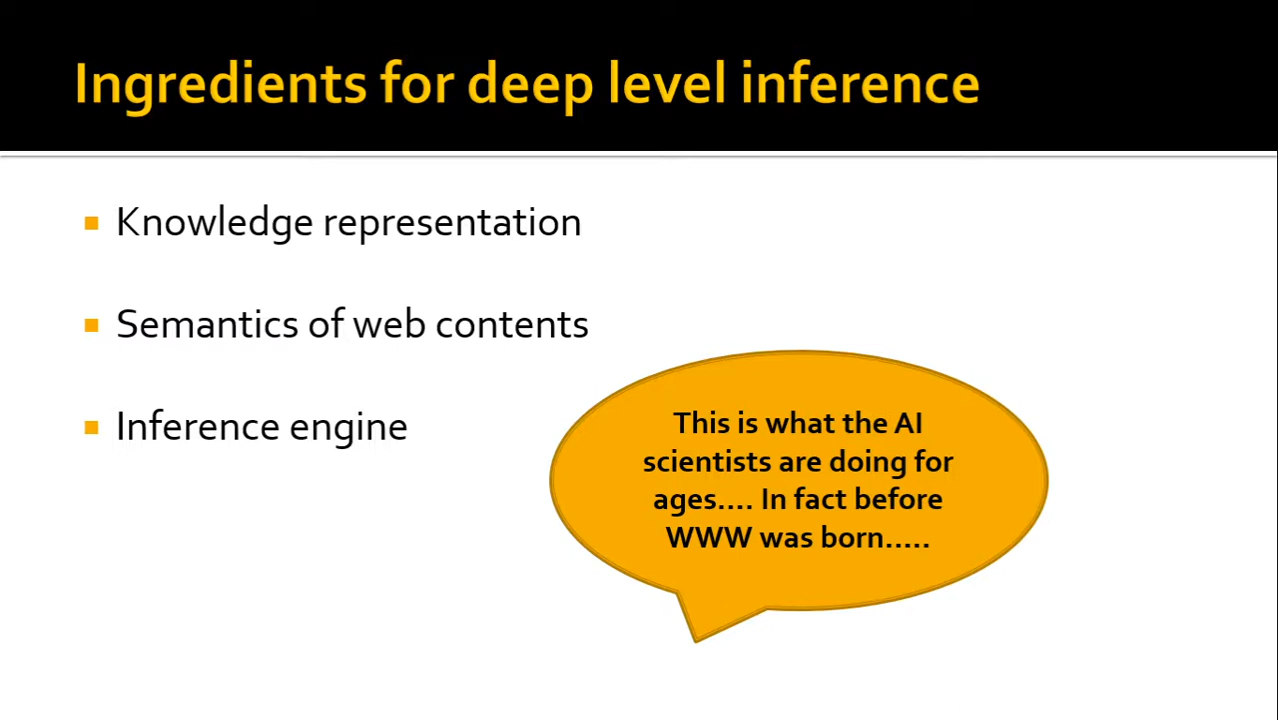 Ingredients for deep level inference
Knowledge representation
Semantics of web contents
Inference engine
This is what the AI
scientists are doing for
ages.... In fact before
WWW was born.....